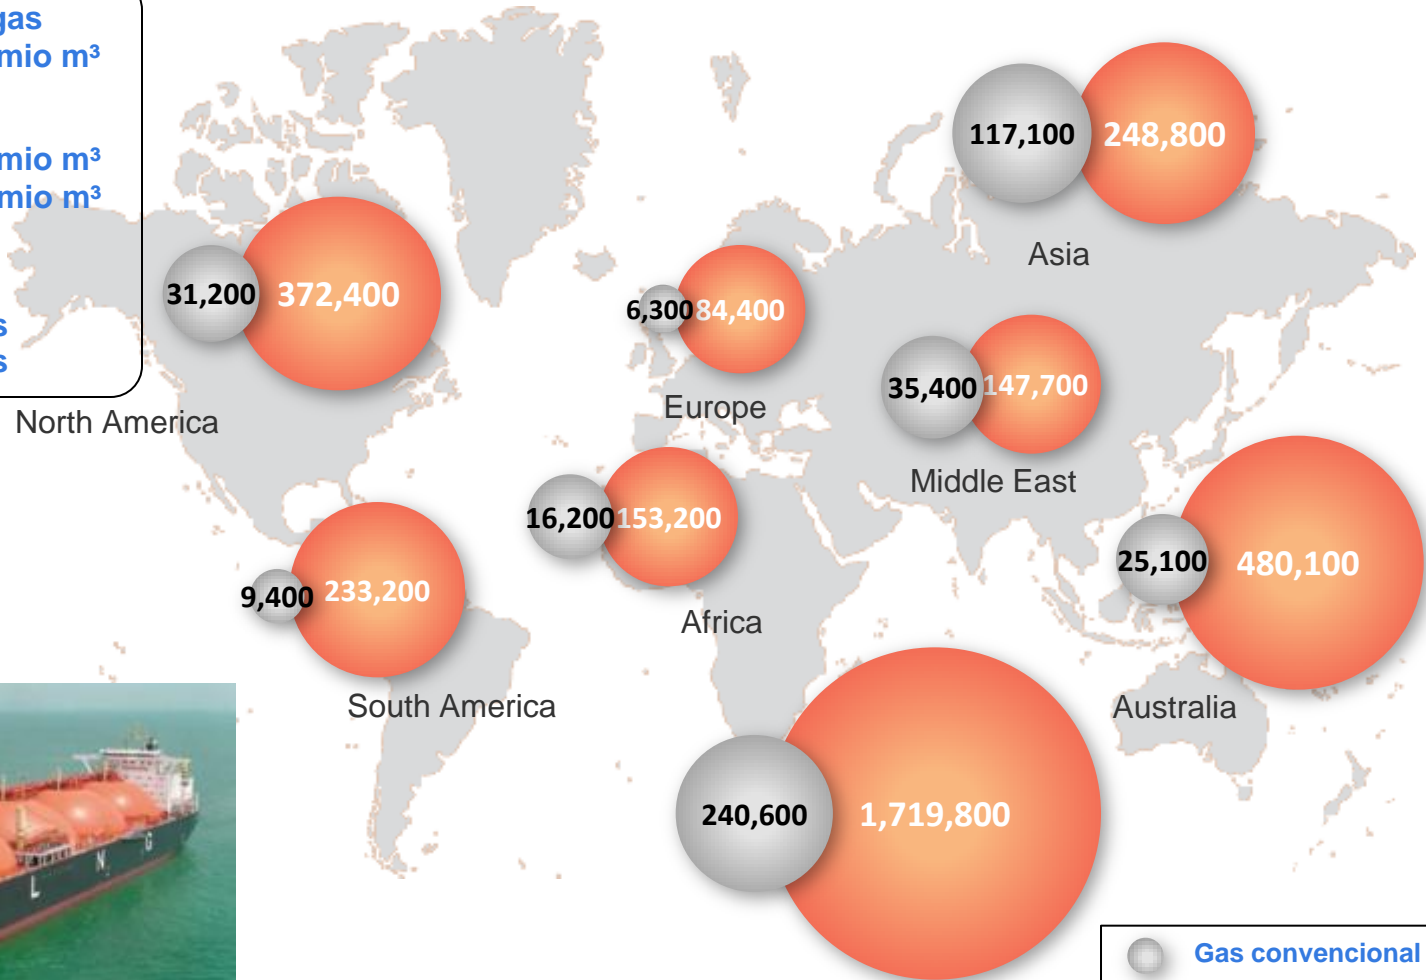 gas
mio m³
mio m³
mio m³
s
s
117,100
248,800
Asia
31,200
372,400
6,300
84,400
35,400
147,700
North America
Europe
Middle East
16,200
153,200
25,100
480,100
9,400
233,200
Africa
South America
Australia
240,600
1,719,800
L N G
Gas convencional